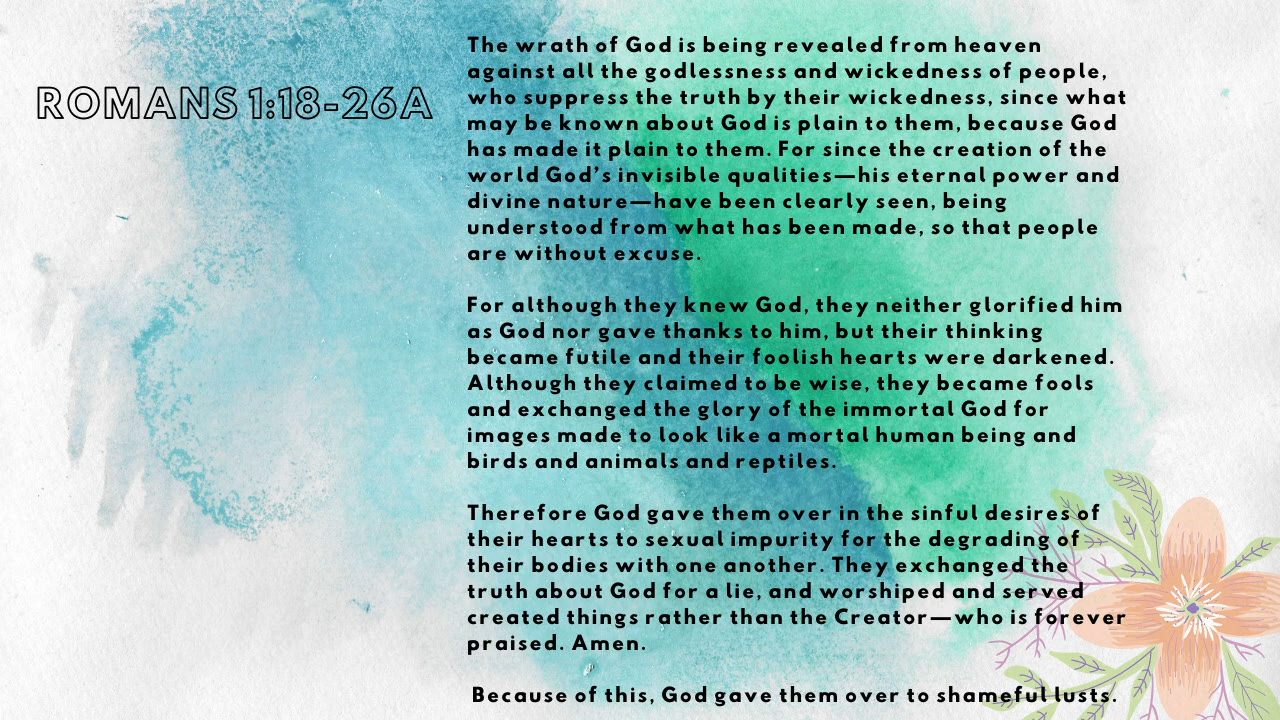 ROMANS 1:18-26A
The wrath of God is being revealed from heaven
against all the godlessness and wickedness of people,
who suppress the truth by their wickedness, since what
may be known about God is plain to them, because God
has made it plain to them. For since the creation of the
world God's invisible qualities—his eternal power and
divine nature—have been clearly seen, being
understood from what has been made, so that people
are without excuse.
For although they knew God, they neither glorified him
as God nor gave thanks to him, but their thinking
became futile and their foolish hearts were darkened.
Although they claimed to be wise, they became fools
and exchanged the glory of the immortal God for
images made to look like a mortal human being and
birds and animals and reptiles.
Therefore God gave them over in the sinful desires of
their hearts to sexual impurity for the degrading of
their bodies with one another. They exchanged the
truth about God for a lie, and worshiped and served
created things rather than the Creator—who is forever
praised. Amen.
Because of this, God gave them over to shameful lusts.